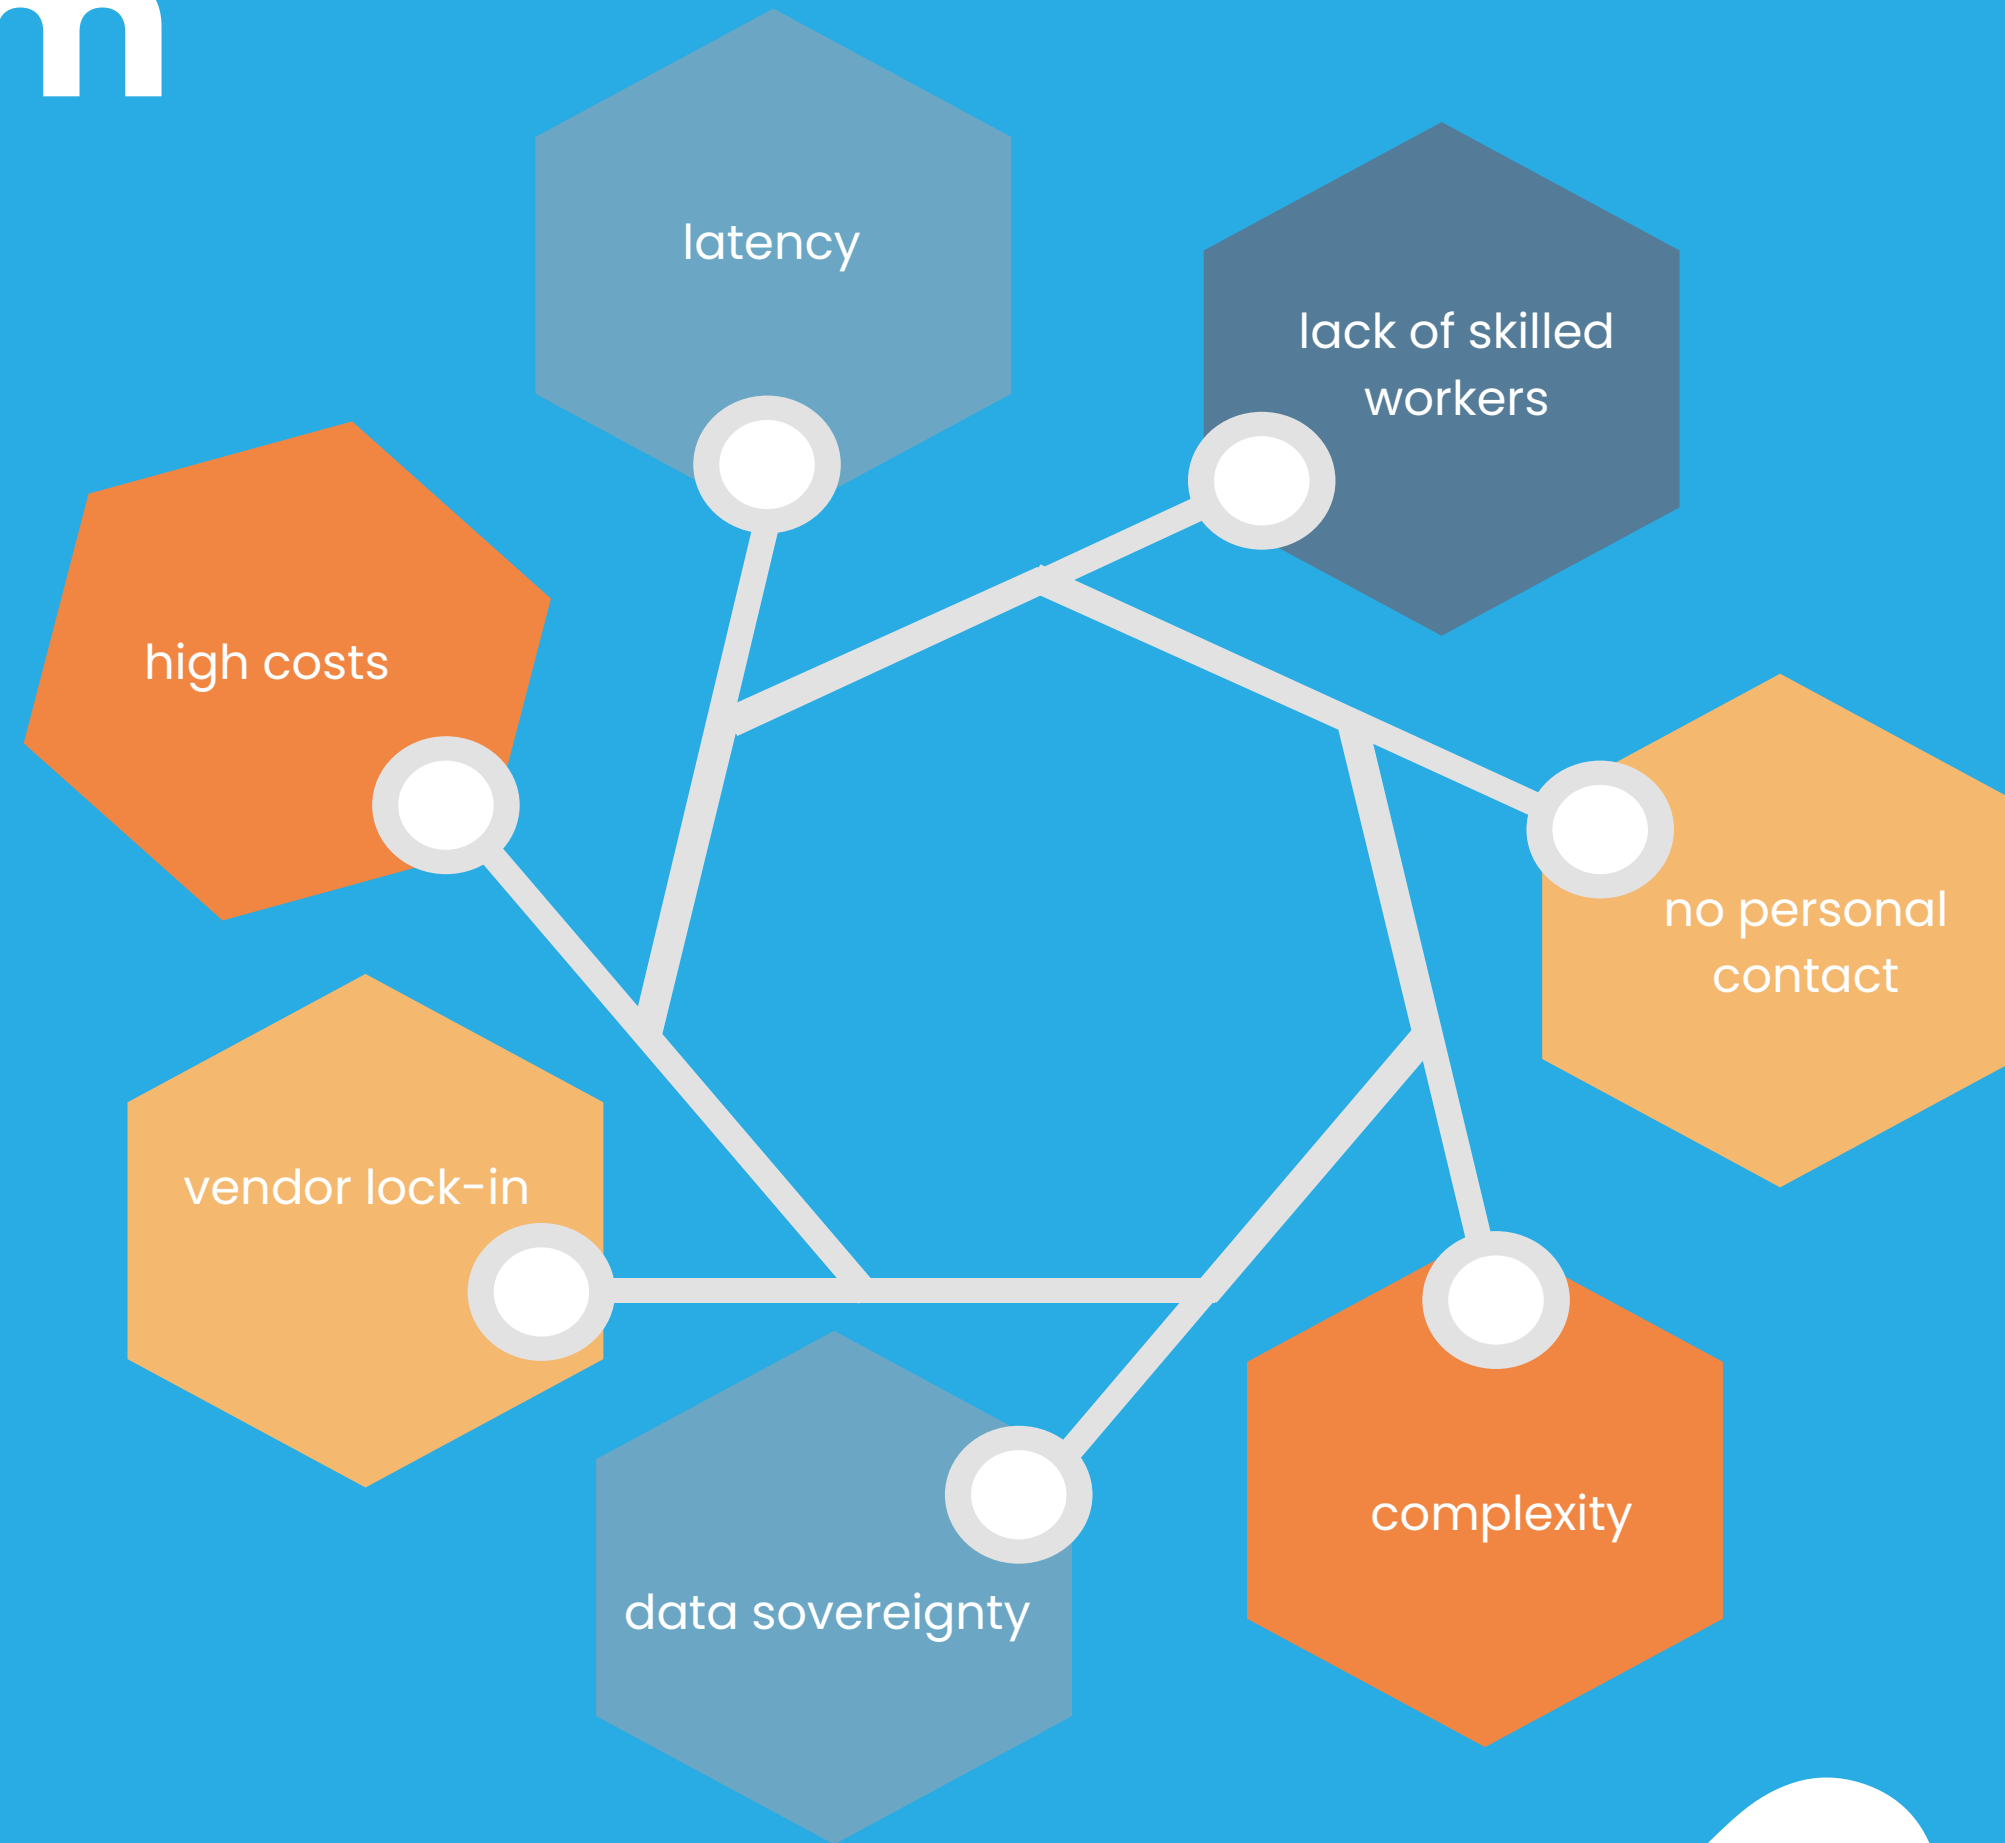 m
latency
lack of skilled
workers
high costs
no personal
contact
vendor lock-in
complexity
data sovereignty